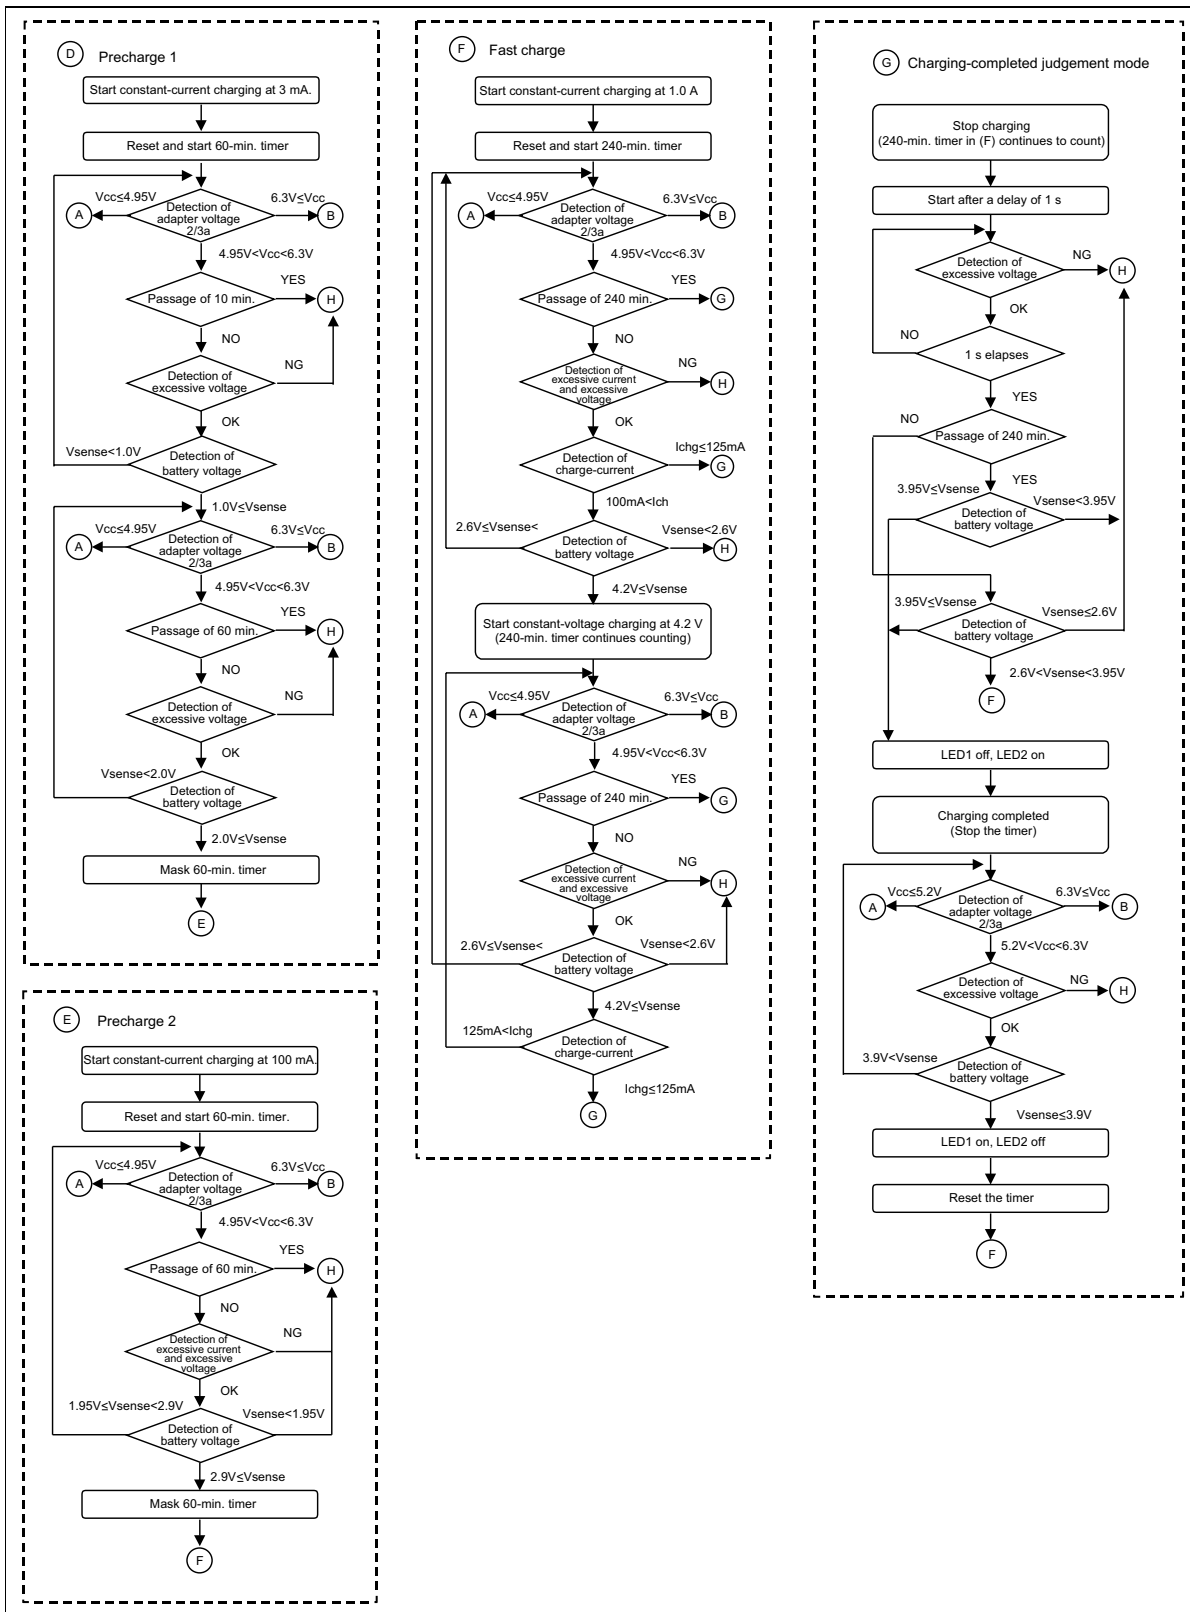 D
Precharge 1
Start constant-current charging at 3 mA.
Reset and start 60-min. timer
Vcc≤4.95V
6.3V≤Vcc
A
Detection of
adapter voltage
2/3a
B
4.95V<Vcc<6.3V
YES
Passage of 10 min.
H
NO
NG
Detection of
excessive voltage
OK
Vsense<1.0V
Detection of
battery voltage
1.0V≤Vsense
Vcc≤4.95V
6.3V≤Vcc
A
Detection of
adapter voltage
2/3a
B
4.95V<Vcc<6.3V
YES
Passage of 60 min.
H
NO
NG
Detection of
excessive voltage
OK
Vsense<2.0V
Detection of
battery voltage
2.0V≤Vsense
Mask 60-min. timer
E
E
Precharge 2
Start constant-current charging at 100 mA.
Reset and start 60-min. timer.
Vcc≤4.95V
6.3V≤Vcc
A
Detection of
adapter voltage
2/3a
B
4.95V<Vcc<6.3V
YES
Passage of 60 min.
H
NO
NG
Detection of
excessive current
and excessive
voltage
OK
1.95V≤Vsense<2.9V
Vsense<1.95V
Detection of
battery voltage
2.9V≤Vsense
Mask 60-min. timer
F
F
Fast charge
Start constant-current charging at 1.0 A
Reset and start 240-min. timer
Vcc≤4.95V
6.3V≤Vcc
A
Detection of
adapter voltage
2/3a
B
4.95V<Vcc<6.3V
YES
Passage of 240 min.
G
NO
NG
Detection of
excessive current
and excessive
voltage
H
OK
Ichg≤125mA
Detection of
charge-current
G
100mA<Ich
2.6V≤Vsense<
Vsense<2.6V
Detection of
battery voltage
H
4.2V≤Vsense
Start constant-voltage charging at 4.2 V
(240-min. timer continues counting)
Vcc≤4.95V
6.3V≤Vcc
A
Detection of
adapter voltage
2/3a
B
4.95V<Vcc<6.3V
YES
Passage of 240 min.
G
NO
NG
Detection of
excessive current
and excessive
voltage
H
OK
2.6V≤Vsense<
Vsense<2.6V
Detection of
battery voltage
4.2V≤Vsense
125mA<Ichg
Detection of
charge-current
Ichg≤125mA
G
G
Charging-completed judgement mode
Stop charging
(240-min. timer in (F) continues to count)
Start after a delay of 1 s
NG
Detection of
excessive voltage
H
OK
NO
1 s elapses
YES
NO
Passage of 240 min.
YES
3.95V≤Vsense
Vsense<3.95V
Detection of
battery voltage
3.95V≤Vsense
Vsense≤2.6V
Detection of
battery voltage
2.6V<Vsense<3.95V
F
LED1 off, LED2 on
Charging completed
(Stop the timer)
Vcc≤5.2V
6.3V≤Vcc
A
Detection of
adapter voltage
2/3a
B
5.2V<Vcc<6.3V
NG
Detection of
excessive voltage
H
OK
3.9V<Vsense
Detection of
battery voltage
Vsense≤3.9V
LED1 on, LED2 off
Reset the timer
F